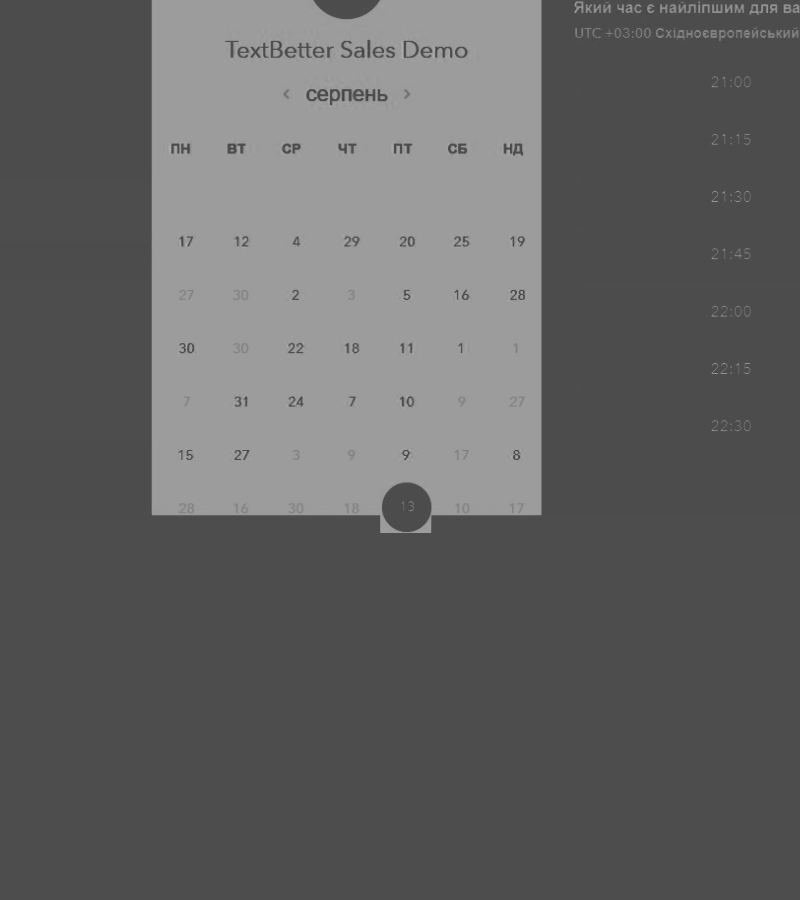 TextBetter Sales Demo
‹ серпень ›
ПН ВТ СР ЧТ ПТ СБ НД
17 12 4 29 20 25 19
27 30 2 3 5 16 28
30 30 22 18 11 1 1
7 31 24 7 10 9 27
15 27 3 9 9 17 8
28 16 30 18 13 10 17
Який час є найліпшим для
UTC +03:00 Східноєвропейський
21:00
21:15
21:30
21:45
22:00
22:15
22:30